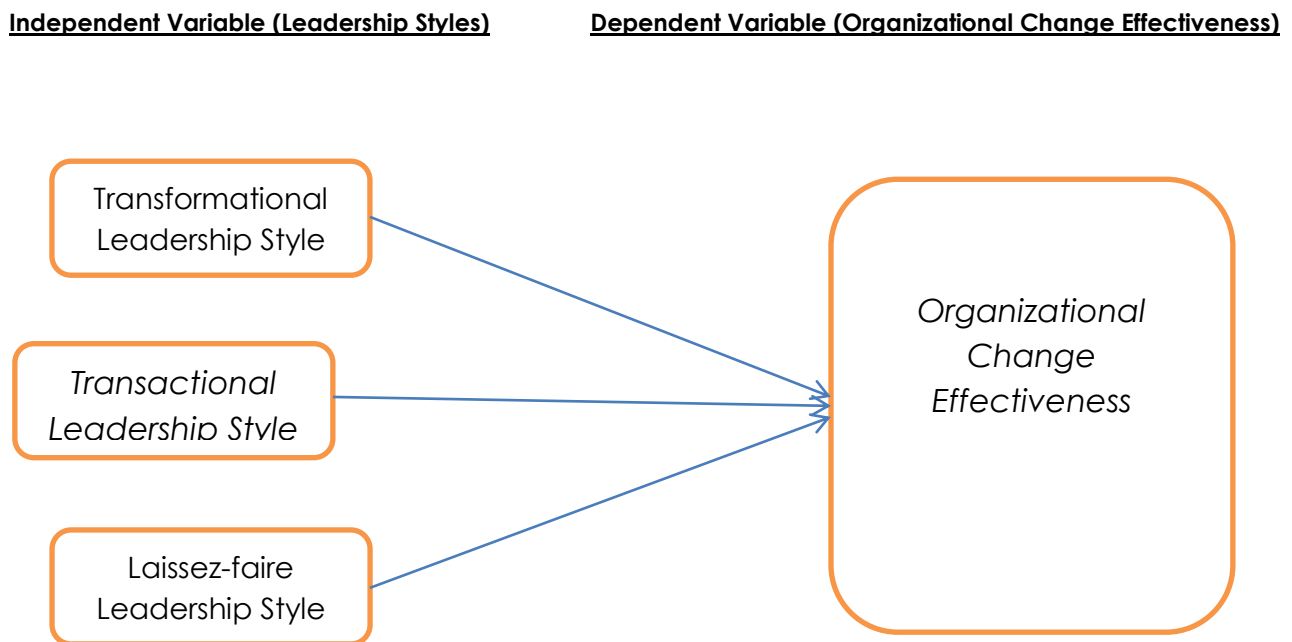 Independent Variable (Leadership Styles)
Dependent Variable (Organizational Change Effectiveness)
Transformational
Leadership Style
Transactional
Leadership Style
Laissez-faire
Leadership Style
Organizational
Change
Effectiveness